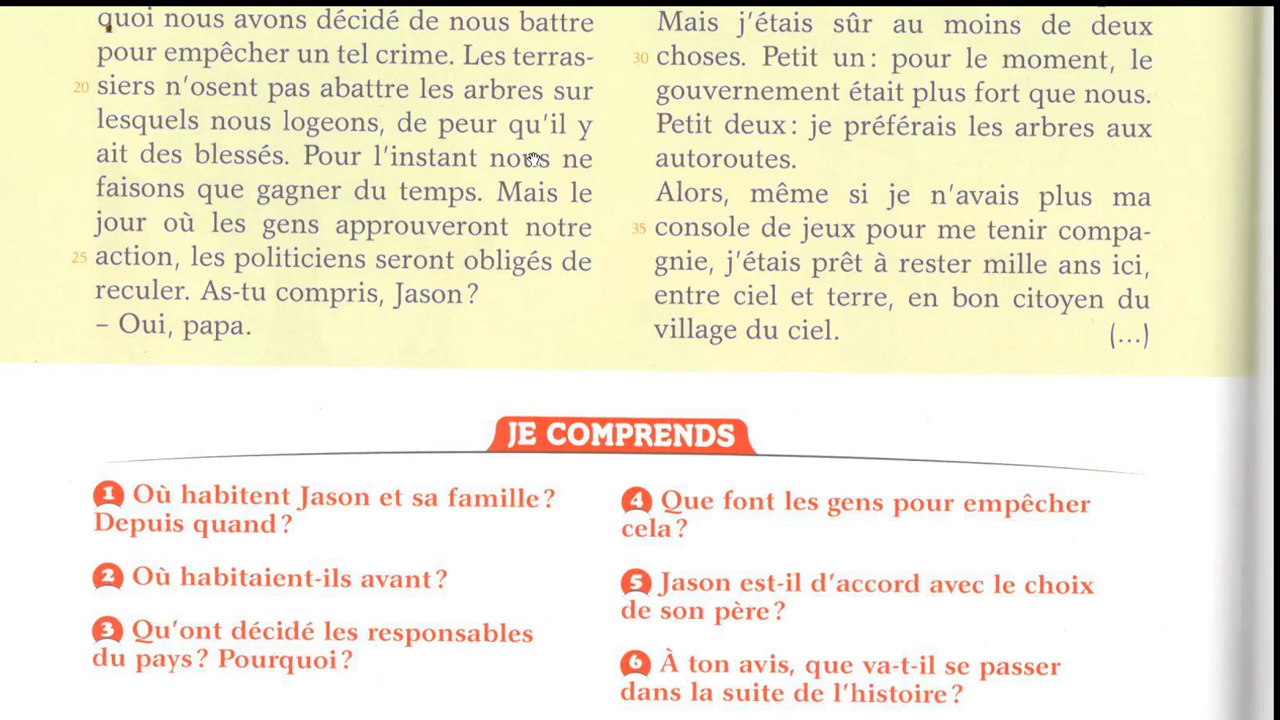 quoi nous avons décidé de nous battre
pour empêcher un tel crime. Les terras-
20 siers n'osent pas abattre les arbres sur
lesquels nous logeons, de peur qu'il y
ait des blessés. Pour l'instant nous ne
faisons que gagner du temps. Mais le
jour où les gens approuveront notre
25 action, les politiciens seront obligés de
reculer. As-tu compris, Jason ?
– Oui, papa.
Mais j'étais sûr au moins de deux
30 choses. Petit un : pour le moment, le
gouvernement était plus fort que nous.
Petit deux : je préférais les arbres aux
autoroutes.
Alors, même si je n'avais plus ma
35 console de jeux pour me tenir compa-
gnie, j'étais prêt à rester mille ans ici,
entre ciel et terre, en bon citoyen du
village du ciel. (...)
JE COMPRENDS
1 Où habitent Jason et sa famille ?
Depuis quand ?
2 Où habitaient-ils avant ?
3 Qu'ont décidé les responsables
du pays ? Pourquoi ?
4 Que font les gens pour empêcher
cela ?
5 Jason est-il d'accord avec le choix
de son père ?
6 À ton avis, que va-t-il se passer
dans la suite de l'histoire ?